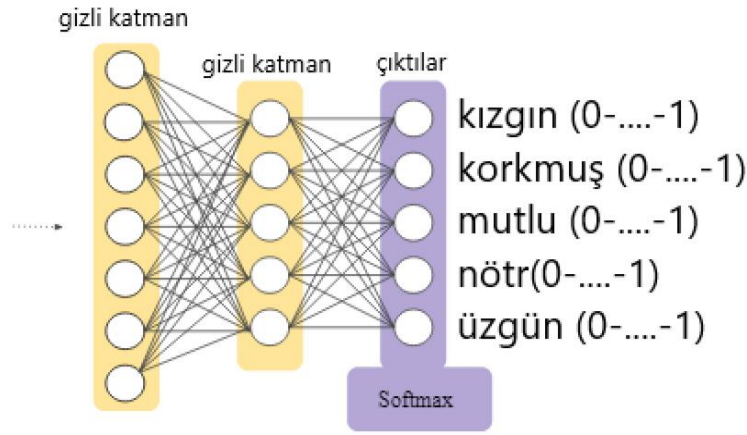 gizli katman
gizli katman
çıktılar
kızgın (0-....-1)
korkmuş (0-....-1)
mutlu (0-....-1)
nötr(0-....-1)
üzgün (0-....-1)
Softmax